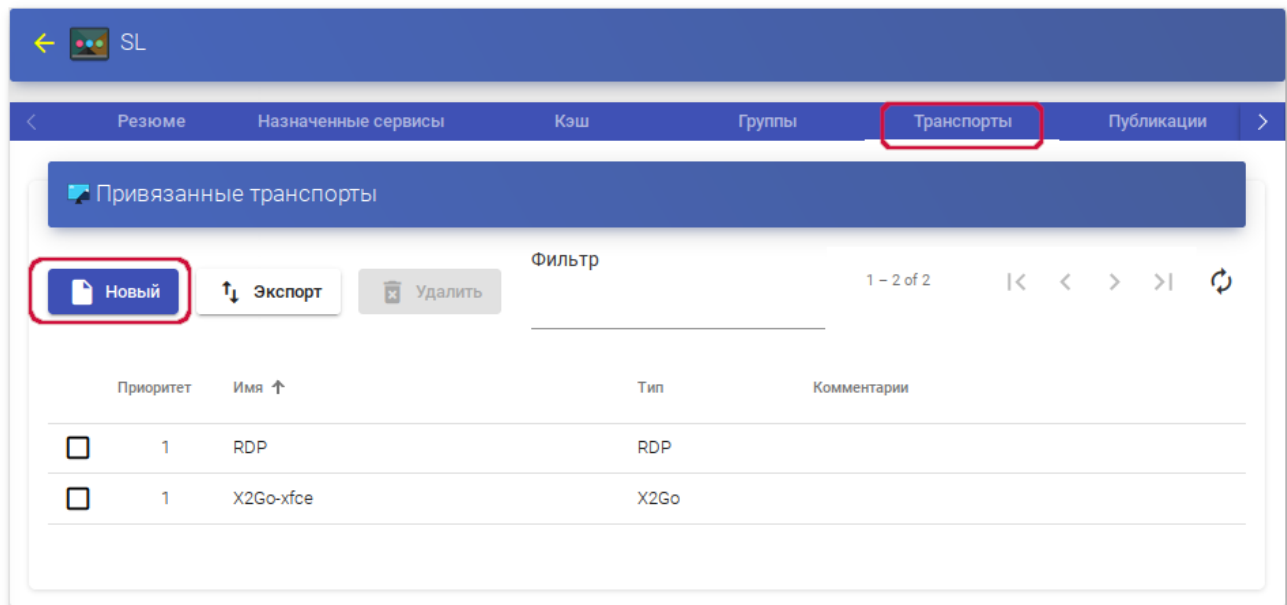 SL
Резюме Назначенные сервисы Кэш Группы Транспорты Публикации
Привязанные транспорты
Фильтр
Новый Экспорт Удалить 1 – 2 of 2
Приоритет Имя Тип Комментарии
1 RDP RDP
1 X2Go-xfce X2Go